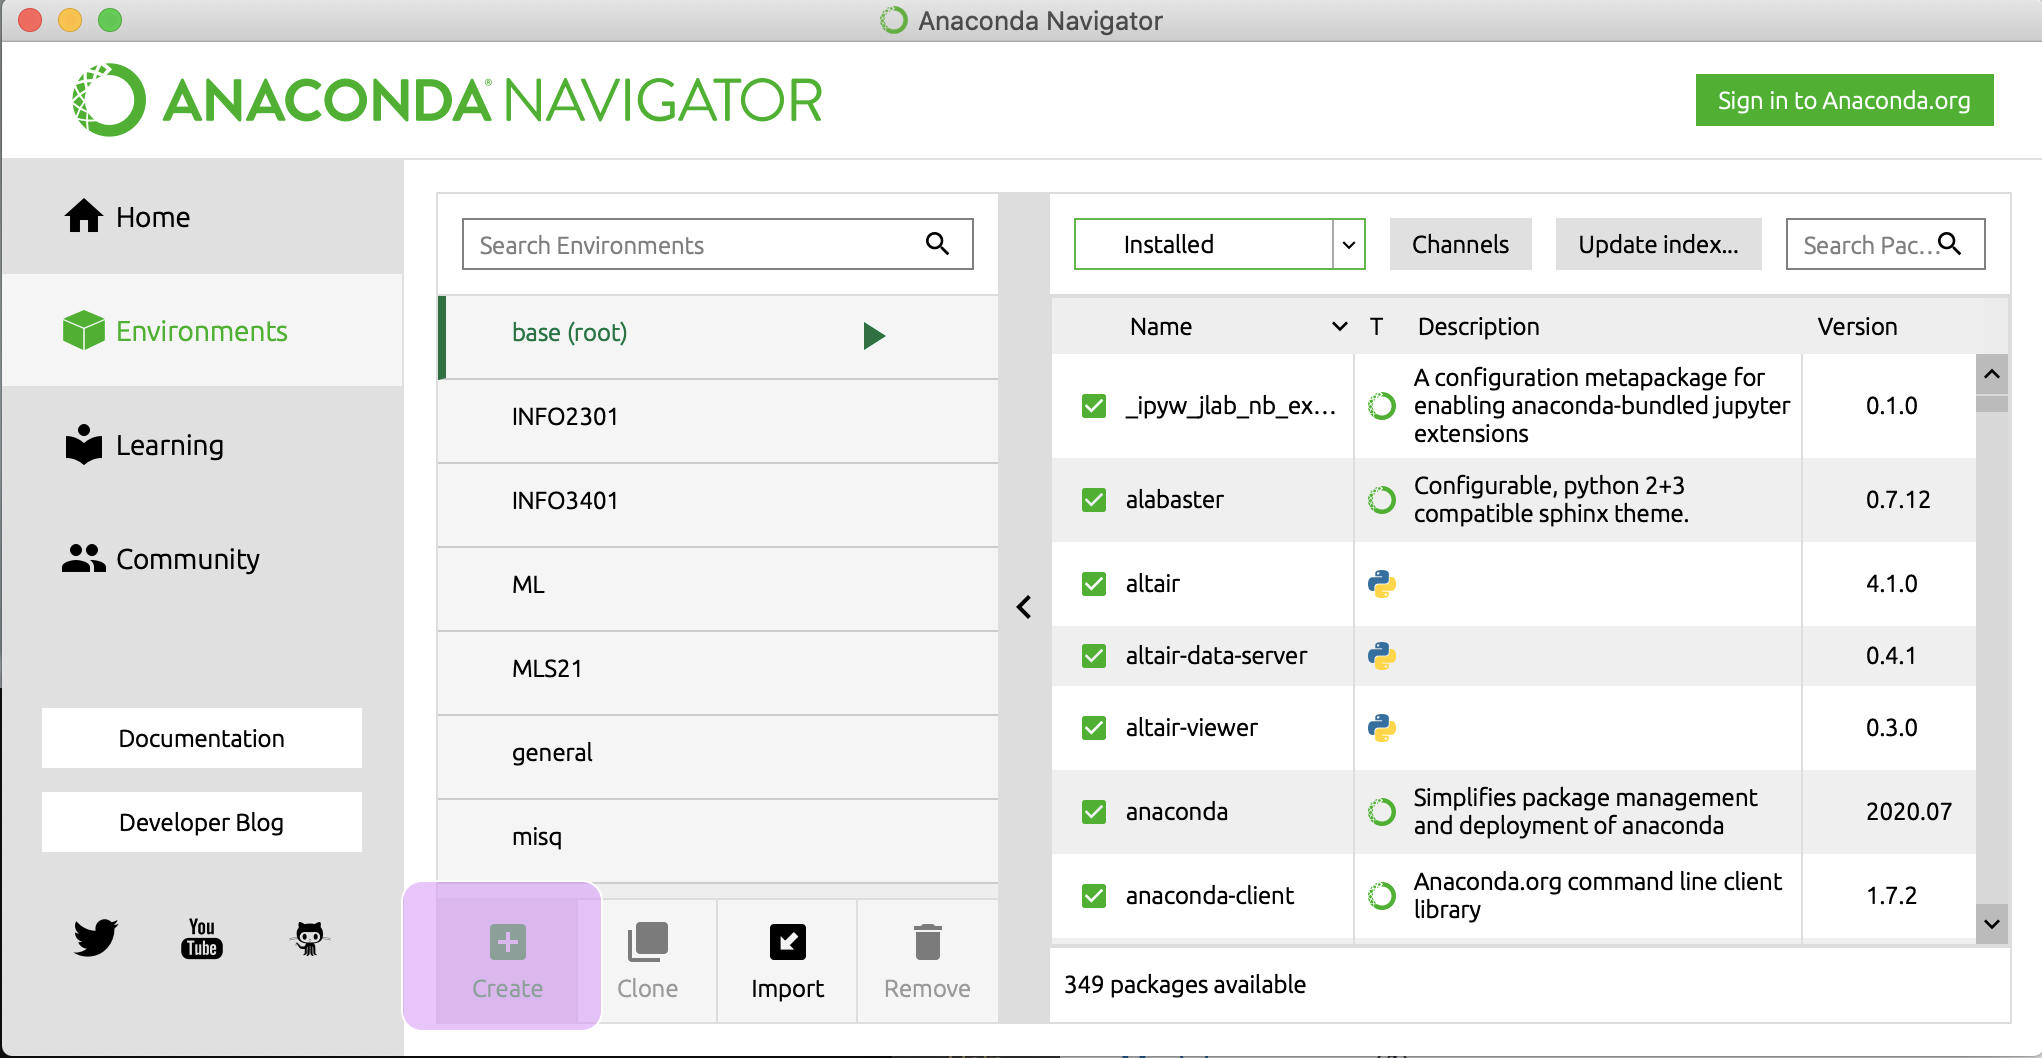 Anaconda Navigator
ANACONDA® NAVIGATOR
Sign in to Anaconda.org
Home
Environments
Learning
Community
Documentation
Developer Blog
You
Tube
Search Environments
base (root)
INFO2301
INFO3401
ML
MLS21
general
misq
Create
Clone
Import
Remove
Installed
Channels
Update index...
Search Pac...
Name T Description Version
_ipyw_jlab_nb_ex... A configuration metapackage for 0.1.0
enabling anaconda-bundled jupyter
extensions
alabaster Configurable, python 2+3 0.7.12
compatible sphinx theme.
altair 4.1.0
altair-data-server 0.4.1
altair-viewer 0.3.0
anaconda Simplifies package management 2020.07
and deployment of anaconda
anaconda-client Anaconda.org command line client 1.7.2
library
349 packages available